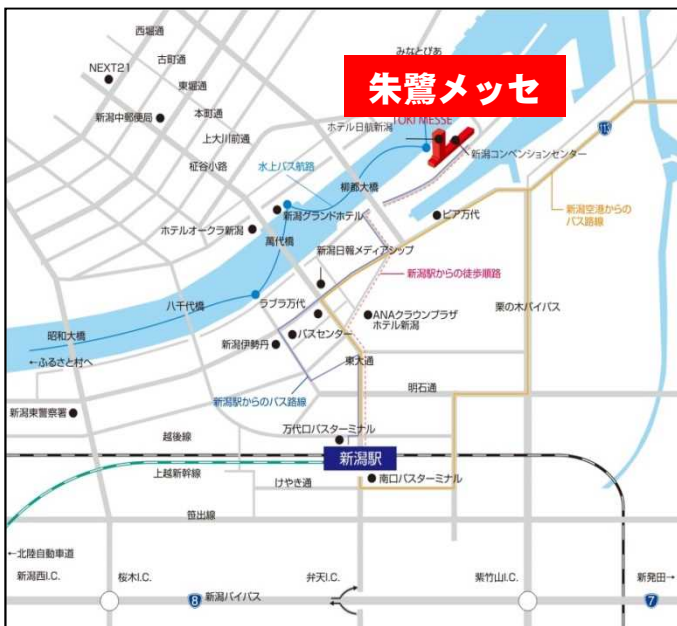 西堀通
古町通
NEXT21
東堀通
本町通
新潟中郵便局
上大川前通
柾谷小路
みなとぴあ
朱鷺メッセ
TOKI MESSE
ホテル日航新潟
新潟コンベンションセンター
113
水上バス航路
柳都大橋
新潟グランドホテル
ホテルオークラ新潟
萬代橋
ピア万代
新潟空港からの
バス路線
新潟日報メディアシップ
新潟駅からの徒歩順路
八千代橋
ラブラ万代
昭和大橋
ANAクラウンプラザ
ホテル新潟
栗の木バイパス
バスセンター
新潟伊勢丹
←ふるさと村へ
東大通
明石通
新潟駅からのバス路線
新潟東警察署
万代口バスターミナル
越後線
新潟駅
上越新幹線
けやき通
南口バスターミナル
笹出線
←北陸自動車道
新潟西I.C.
桜木I.C.
弁天I.C.
紫竹山I.C.
新発田→
8
新潟バイパス
7